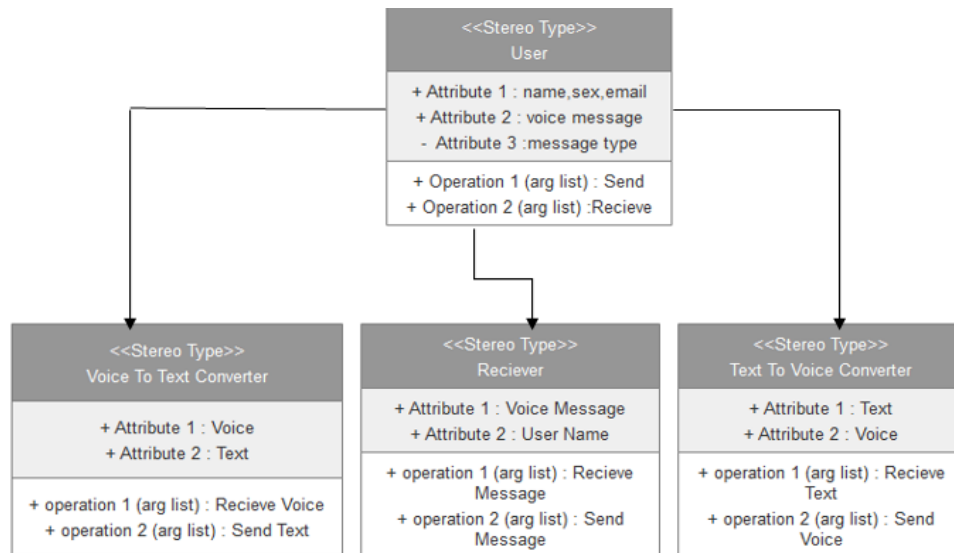 <<Stereo Type>>
User
+ Attribute 1 : name,sex,email
+ Attribute 2 : voice message
- Attribute 3 :message type
+ Operation 1 (arg list) : Send
+ Operation 2 (arg list) :Recieve
<<Stereo Type>>
Voice To Text Converter
+ Attribute 1 : Voice
+ Attribute 2 : Text
+ operation 1 (arg list) : Recieve Voice
+ operation 2 (arg list) : Send Text
<<Stereo Type>>
Reciever
+ Attribute 1 : Voice Message
+ Attribute 2 : User Name
+ operation 1 (arg list) : Recieve
Message
+ operation 2 (arg list) : Send
Message
<<Stereo Type>>
Text To Voice Converter
+ Attribute 1 : Text
+ Attribute 2 : Voice
+ operation 1 (arg list) : Recieve
Text
+ operation 2 (arg list) : Send
Voice